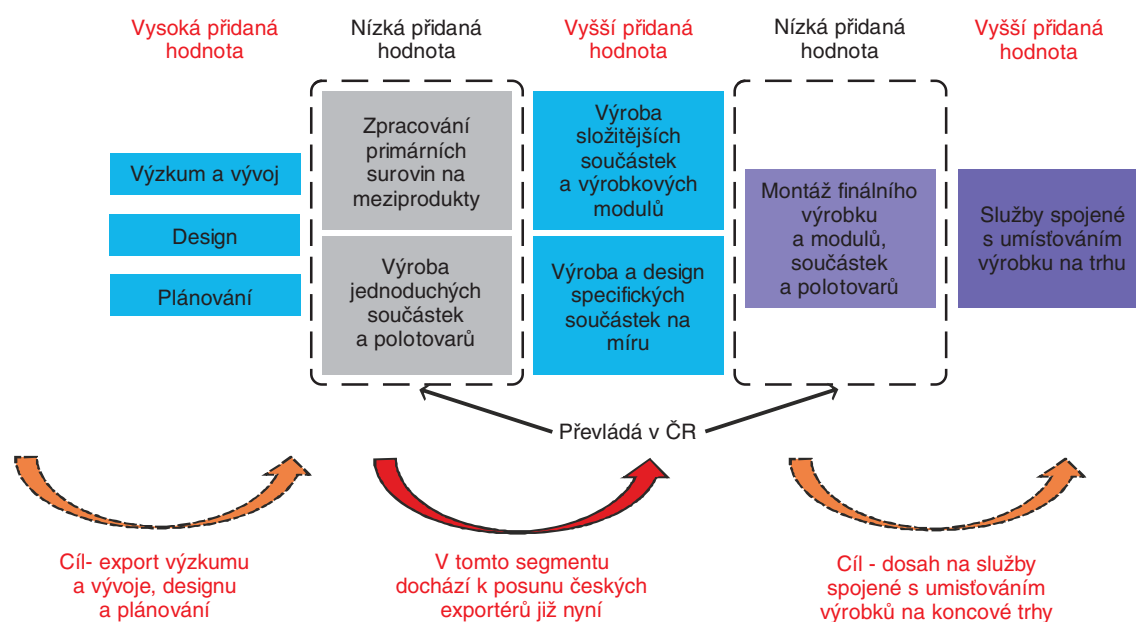 Vysoká přidaná
hodnota
Nízká přidaná
hodnota
Vyšší přidaná
hodnota
Nízká přidaná
hodnota
Vyšší přidaná
hodnota
Výzkum a vývoj
Design
Plánování
Zpracování
primárních
surovin na
meziprodukty
Výroba
jednoduchých
součástek
a polotovarů
Výroba
složitějších
součástek
a výrobkových
modulů
Výroba a design
specifických
součástek na
míru
Montáž finálního
výrobku
a modulů,
součástek
a polotovarů
Služby spojené
s umísťováním
výrobku na trhu
Převládá v ČR
Cíl- export výzkumu
a vývoje, designu
a plánování
V tomto segmentu
dochází k posunu českých
exportérů již nyní
Cíl - dosah na služby
spojené s umisťováním
výrobků na koncové trhy